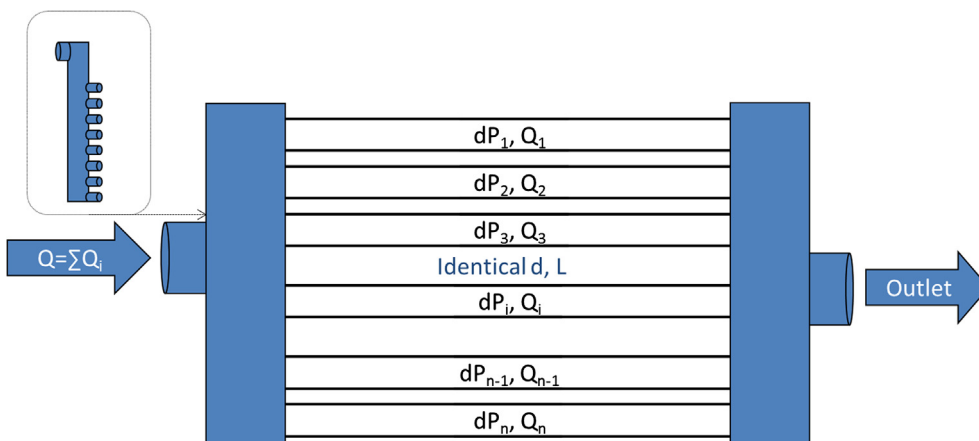 dP₁, Q₁
dP₂, Q₂
dP₃, Q₃
Q=∑Qᵢ
Identical d, L
dPᵢ, Qᵢ
Outlet
dPₙ₋₁, Qₙ₋₁
dPₙ, Qₙ